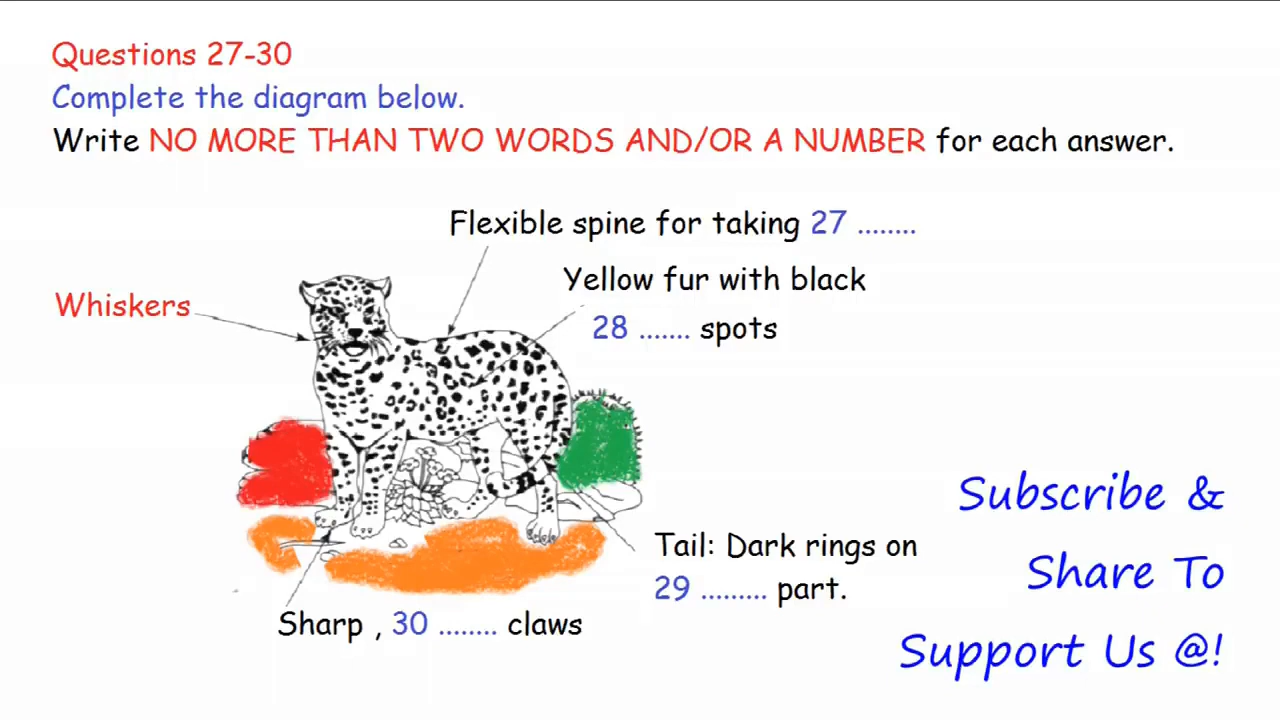 Questions 27-30
Complete the diagram below.
Write NO MORE THAN TWO WORDS AND/OR A NUMBER for each answer.
Flexible spine for taking 27 ........
Yellow fur with black
28 ....... spots
Whiskers
Tail: Dark rings on
29 ......... part.
Sharp , 30 ........ claws
Subscribe &
Share To
Support Us @!